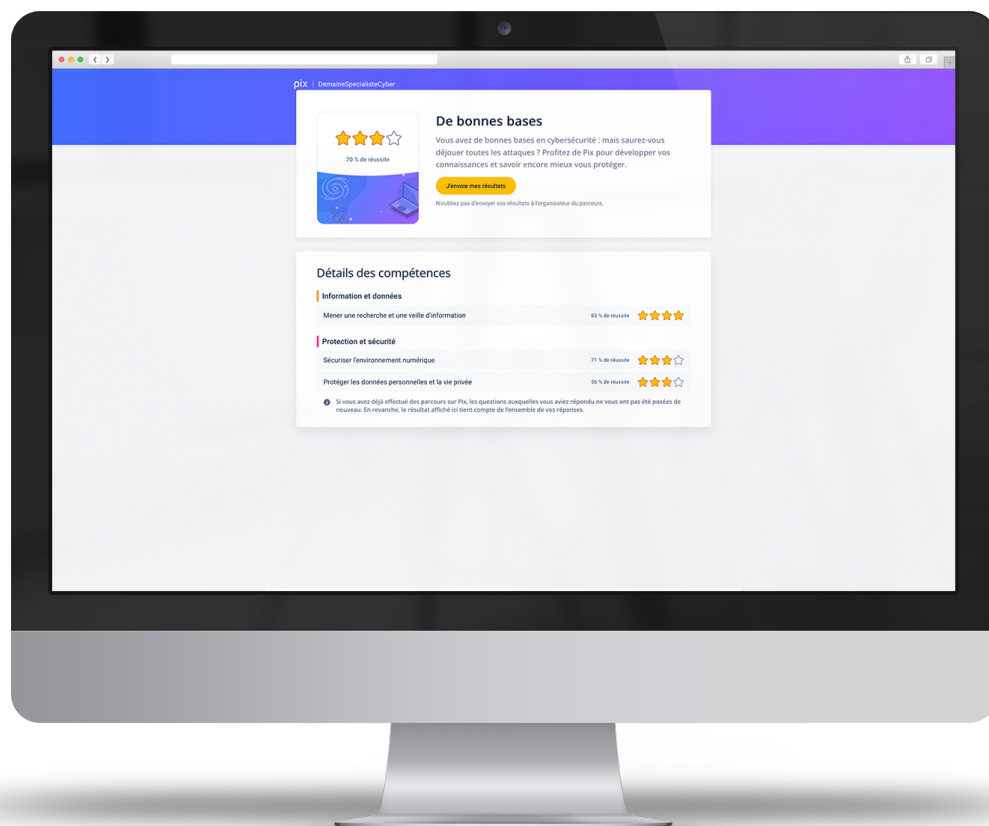 pix | DemaineSpecialisteCyber
De bonnes bases
Vous avez de bonnes bases en cybersécurité : mais saurez-vous
déjouer toutes les attaques ? Profitez de Pix pour développer vos
connaissances et savoir encore mieux vous protéger.
70 % de réussite
J'envoie mes résultats
N'oubliez pas d'envoyer vos résultats à l'organisateur du parcours.
Détails des compétences
Information et données
Mener une recherche et une veille d'information 83 % de réussite
Protection et sécurité
Sécuriser l'environnement numérique 71 % de réussite
Protéger les données personnelles et la vie privée 56 % de réussite
Si vous avez déjà effectué des parcours sur Pix, les questions auxquelles vous aviez répondu ne vous ont pas été posées de
nouveau. En revanche, le résultat affiché ici tient compte de l'ensemble de vos réponses.